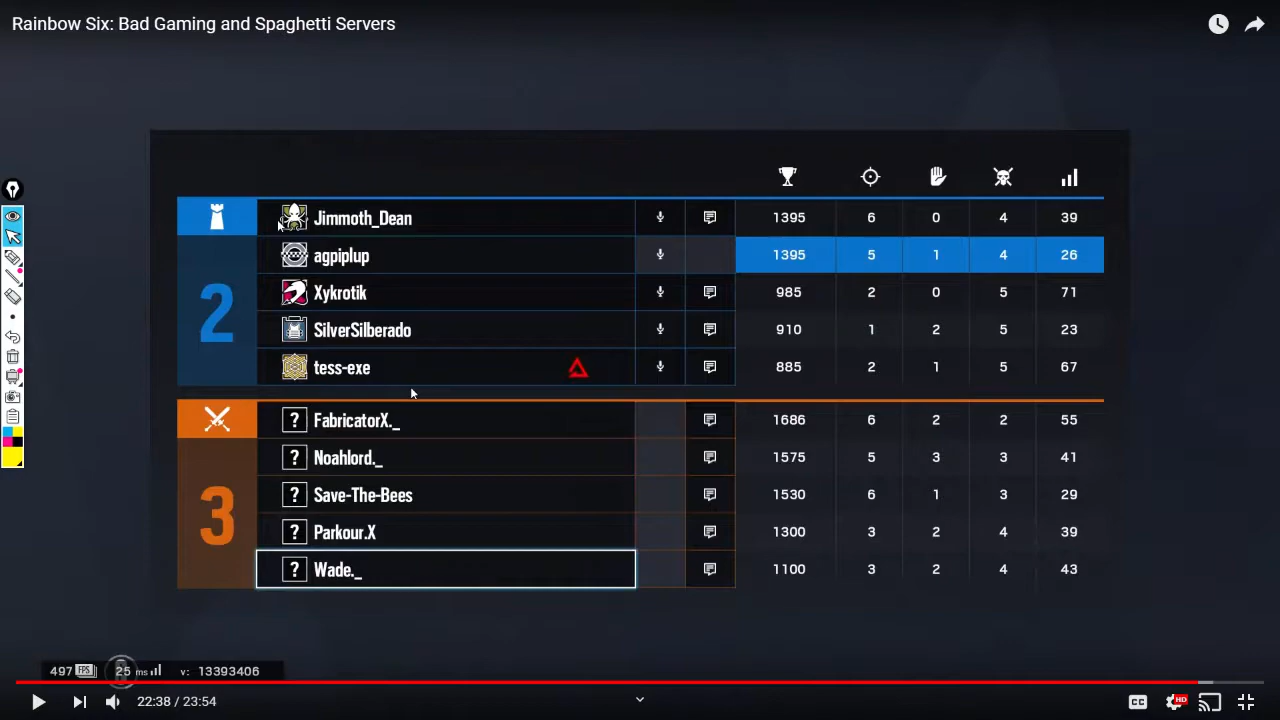 Rainbow Six: Bad Gaming and Spaghetti Servers
Jimmoth_Dean 1395 6 0 4 39
agpiplup 1395 5 1 4 26
2
Xykrotik 985 2 0 5 71
SilverSilberado 910 1 2 5 23
tess-exe 885 2 1 5 67
? FabricatorX._ 1686 6 2 2 55
? Noahlord._ 1575 5 3 3 41
3
? Save-The-Bees 1530 6 1 3 29
? Parkour.X 1300 3 2 4 39
? Wade._ 1100 3 2 4 43
497 FPS 25 ms v: 13393406
22:38 / 23:54 CC HD